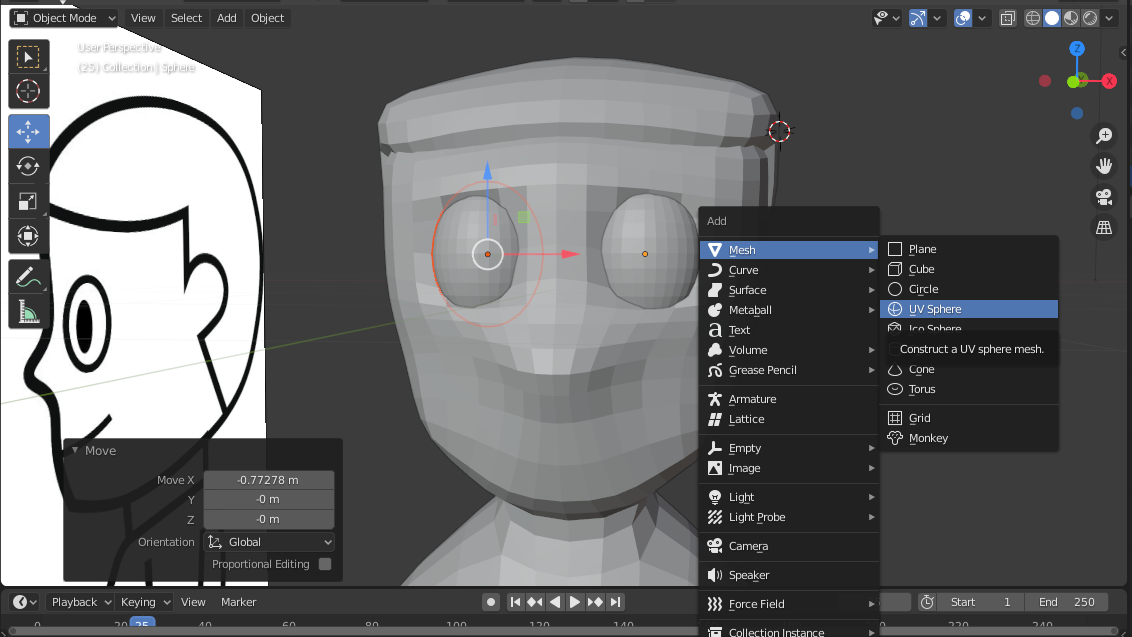 Object Mode View Select Add Object
User Perspective
(25) Collection | Sphere
Z
X
Add
Mesh
Curve
Surface
Metaball
Text
Volume
Grease Pencil
Armature
Lattice
Empty
Image
Light
Light Probe
Camera
Speaker
Force Field
Collection Instance
Plane
Cube
Circle
UV Sphere
Ico Sphere
Construct a UV sphere mesh.
Cone
Torus
Grid
Monkey
Move
Move X -0.77278 m
Y -0 m
Z -0 m
Orientation Global
Proportional Editing
Playback Keying View Marker Start 1 End 250
0 20 25 40 60 80 100 120 140 220 240